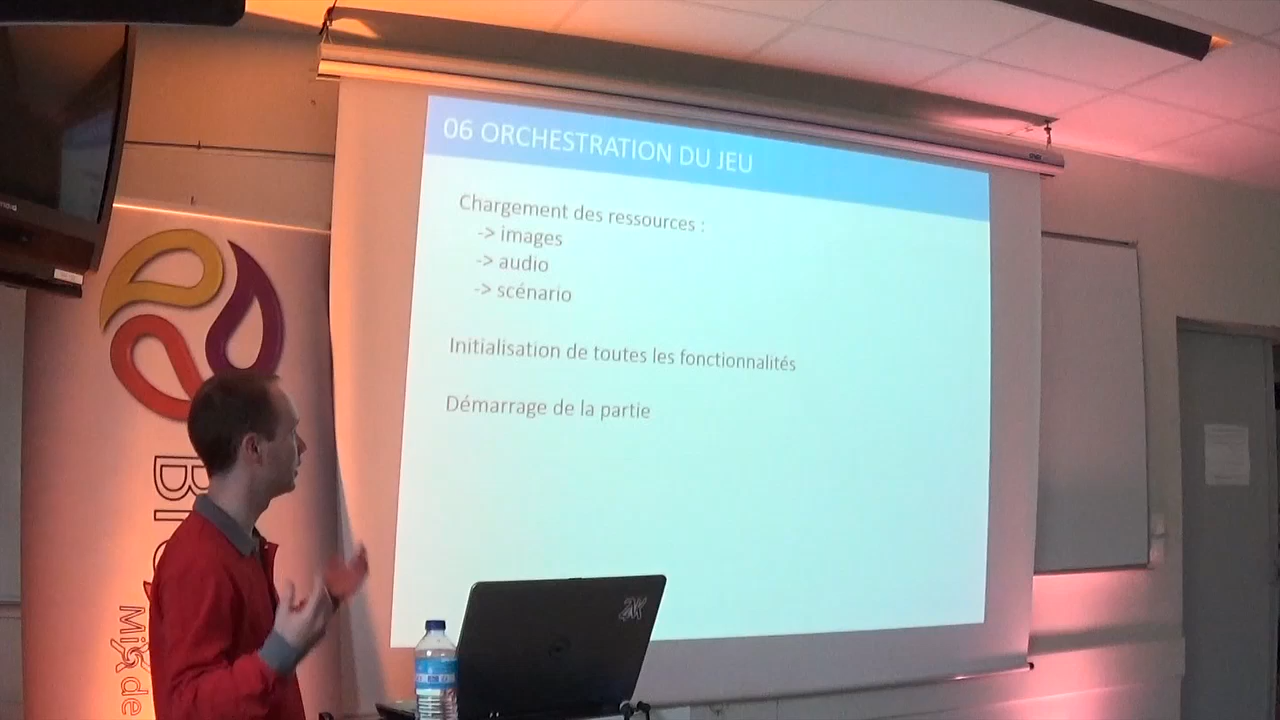 06 ORCHESTRATION DU JEU
Chargement des ressources :
-> images
-> audio
-> scénario
Initialisation de toutes les fonctionnalités
Démarrage de la partie
de